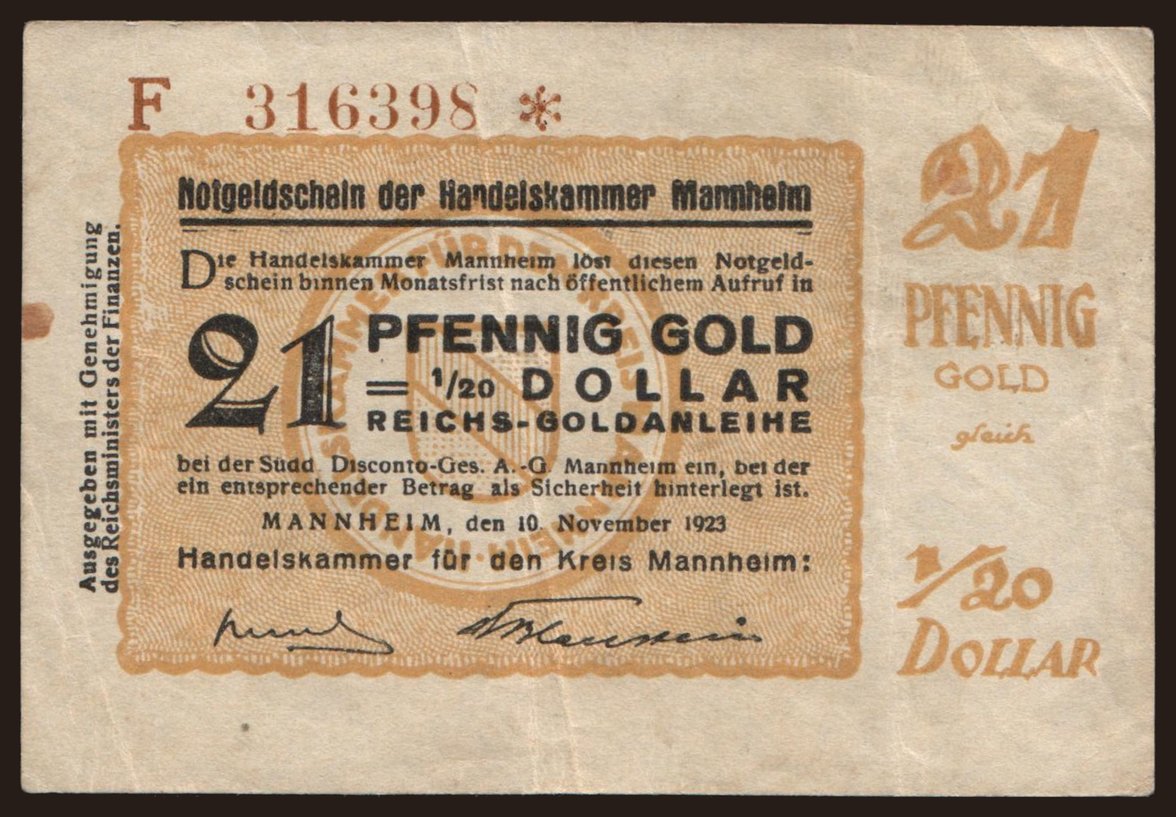 F 316398 *
Notgeldschein der Handelskammer Mannheim
Die Handelskammer Mannheim löst diesen Notgeld-
schein binnen Monatsfrist nach öffentlichem Aufruf in
21 PFENNIG GOLD
= 1/20 DOLLAR
REICHS-GOLDANLEIHE
bei der Südd. Disconto-Ges. A.-G. Mannheim ein, bei der
ein entsprechender Betrag als Sicherheit hinterlegt ist.
MANNHEIM, den 10. November 1923
Handelskammer für den Kreis Mannheim:
Ausgegeben mit Genehmigung
des Reichsministers der Finanzen.
21
PFENNIG
GOLD
gleich
1/20
DOLLAR